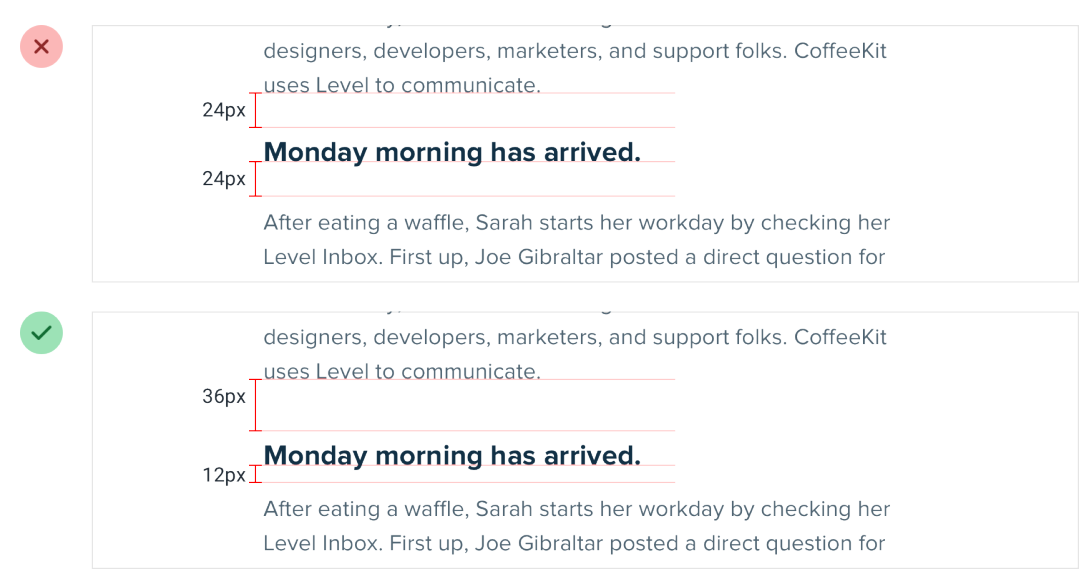 designers, developers, marketers, and support folks. CoffeeKit
uses Level to communicate.
24px
Monday morning has arrived.
24px
After eating a waffle, Sarah starts her workday by checking her
Level Inbox. First up, Joe Gibraltar posted a direct question for
designers, developers, marketers, and support folks. CoffeeKit
uses Level to communicate.
36px
Monday morning has arrived.
12px
After eating a waffle, Sarah starts her workday by checking her
Level Inbox. First up, Joe Gibraltar posted a direct question for